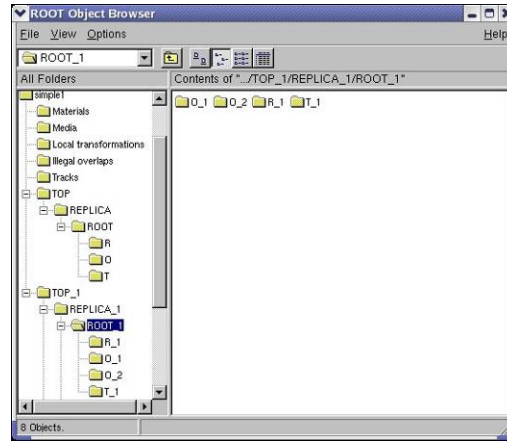 ROOT Object Browser
File View Options Help
ROOT_1
All Folders
Contents of ".../TOP_1/REPLICA_1/ROOT_1"
simple1
Materials
Media
Local transformations
Illegal overlaps
Tracks
TOP
REPLICA
ROOT
R
O
T
TOP_1
REPLICA_1
ROOT_1
R_1
O_1
O_2
T_1
O_1 O_2 R_1 T_1
8 Objects.